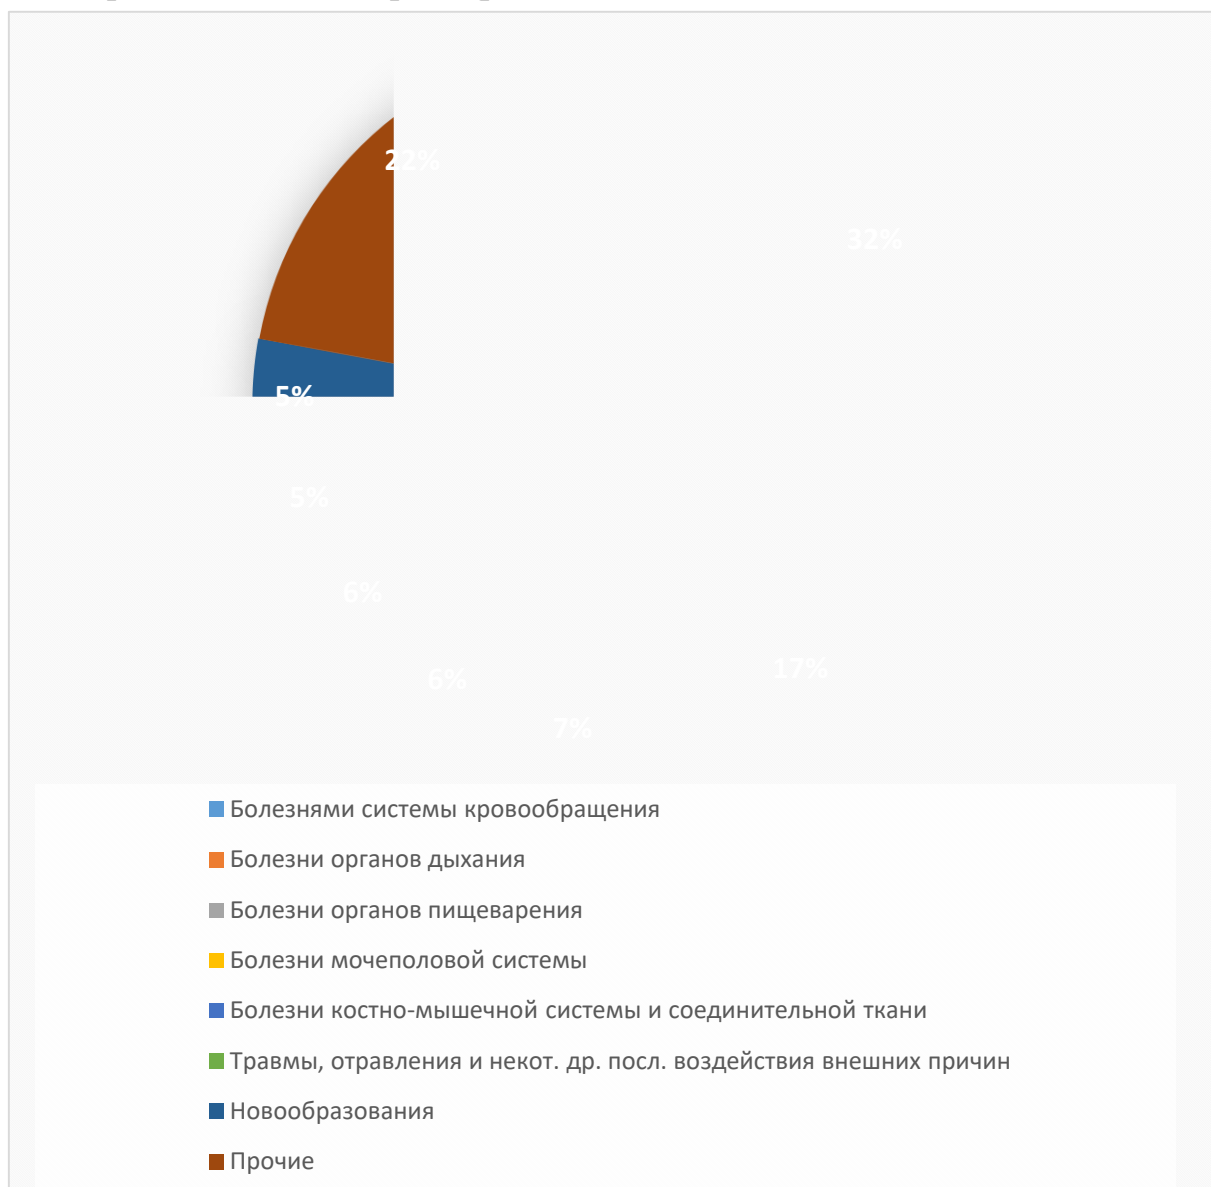 22%
32%
5%
5%
6%
17%
6%
7%
Болезнями системы кровообращения
Болезни органов дыхания
Болезни органов пищеварения
Болезни мочеполовой системы
Болезни костно-мышечной системы и соединительной ткани
Травмы, отравления и некот. др. посл. воздействия внешних причин
Новообразования
Прочие